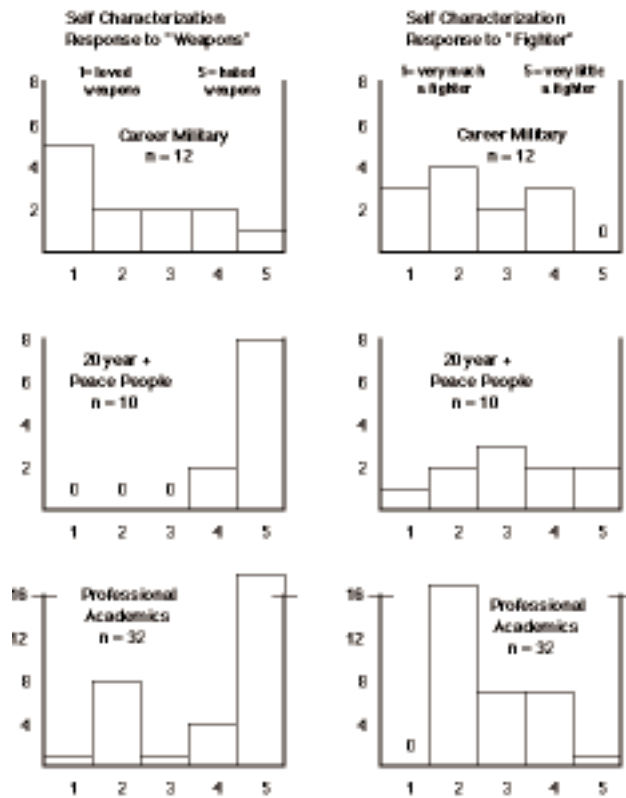 Self Characterization
Response to "Weapons"
1= loved
weapons
5= hated
weapons
8
6
4
2
Career Military
n = 12
1
2
3
4
5
Self Characterization
Response to "Fighter"
1= very much
a fighter
5= very little
a fighter
8
6
4
2
Career Military
n = 12
0
1
2
3
4
5
8
6
4
2
20 year +
Peace People
n = 10
0
0
0
1
2
3
4
5
8
6
4
2
20 year +
Peace People
n = 10
1
2
3
4
5
16
12
8
4
Professional
Academics
n = 32
1
2
3
4
5
16
12
8
4
Professional
Academics
n = 32
0
1
2
3
4
5